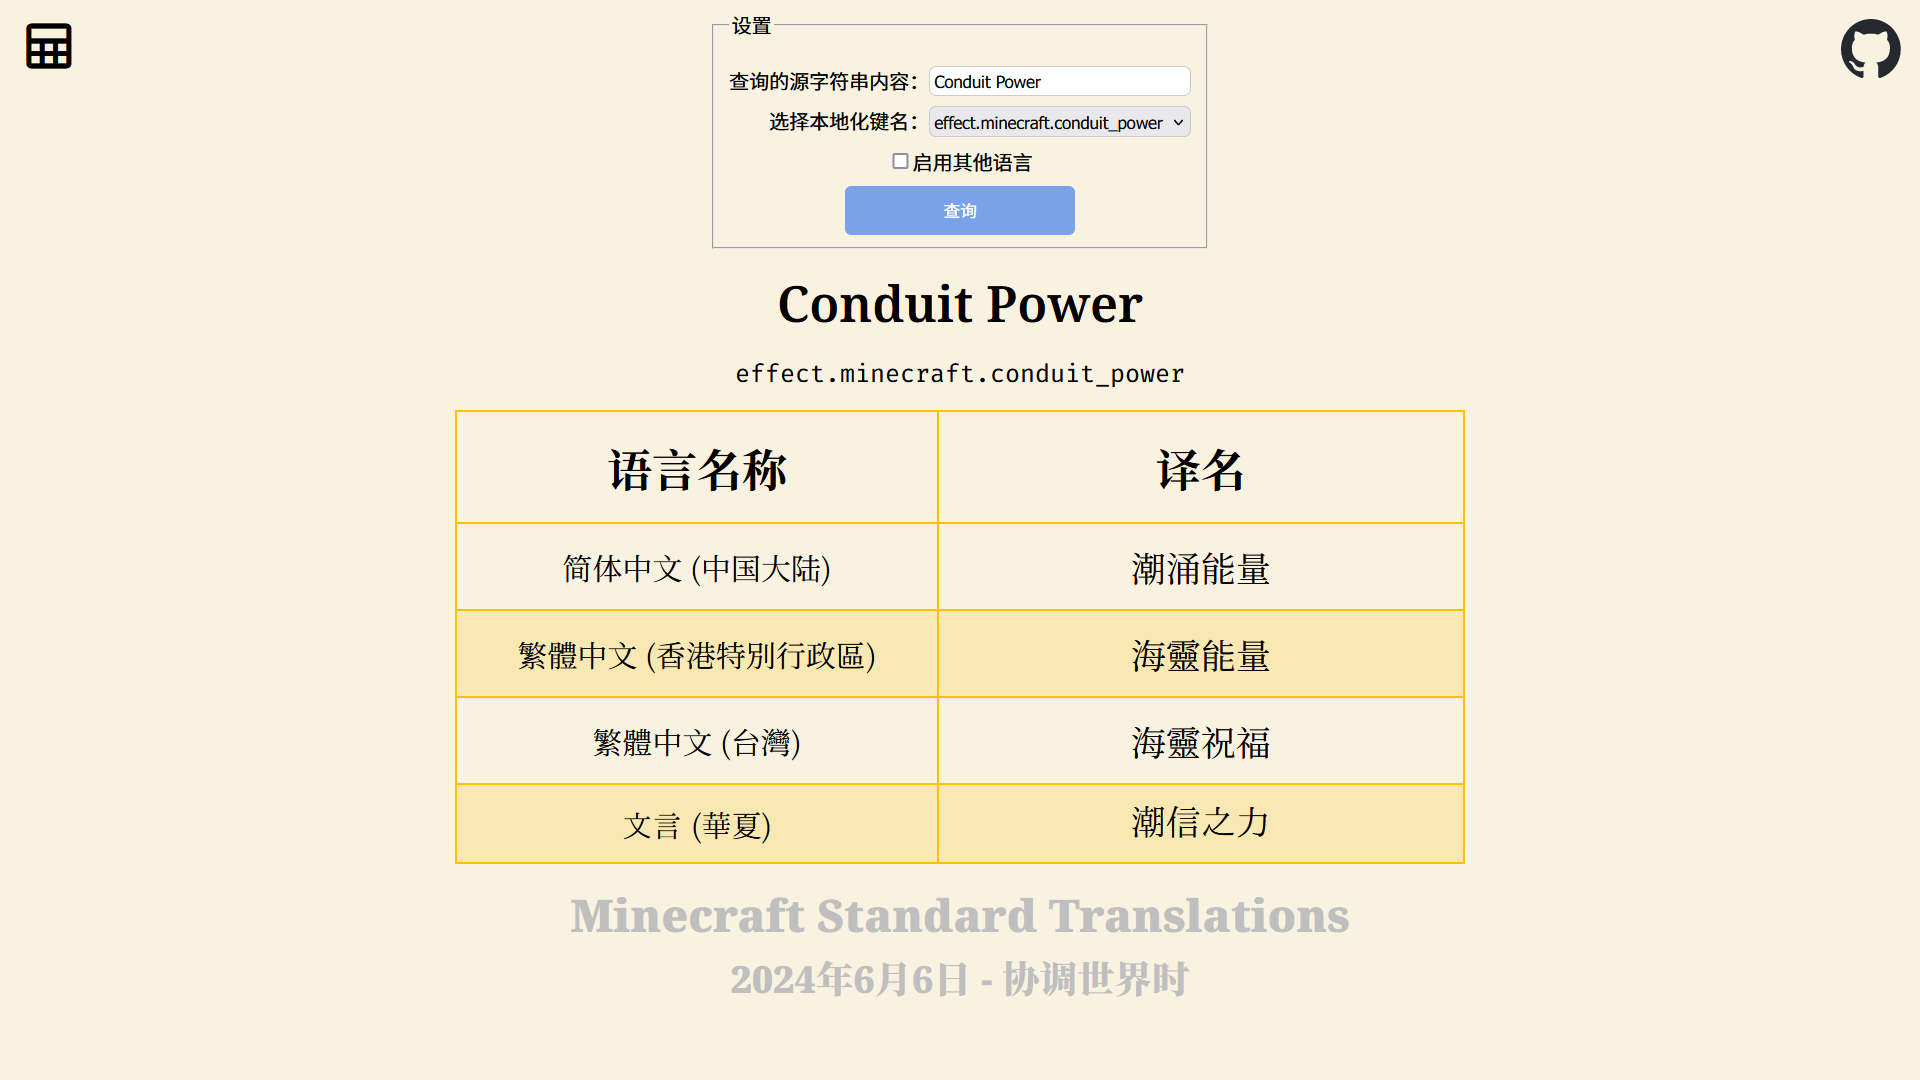 设置
查询的源字符串内容： Conduit Power
选择本地化键名： effect.minecraft.conduit_power
启用其他语言
查询
Conduit Power
effect.minecraft.conduit_power
语言名称 译名
简体中文 (中国大陆) 潮涌能量
繁體中文 (香港特別行政區) 海靈能量
繁體中文 (台灣) 海靈祝福
文言 (華夏) 潮信之力
Minecraft Standard Translations
2024年6月6日 - 协调世界时